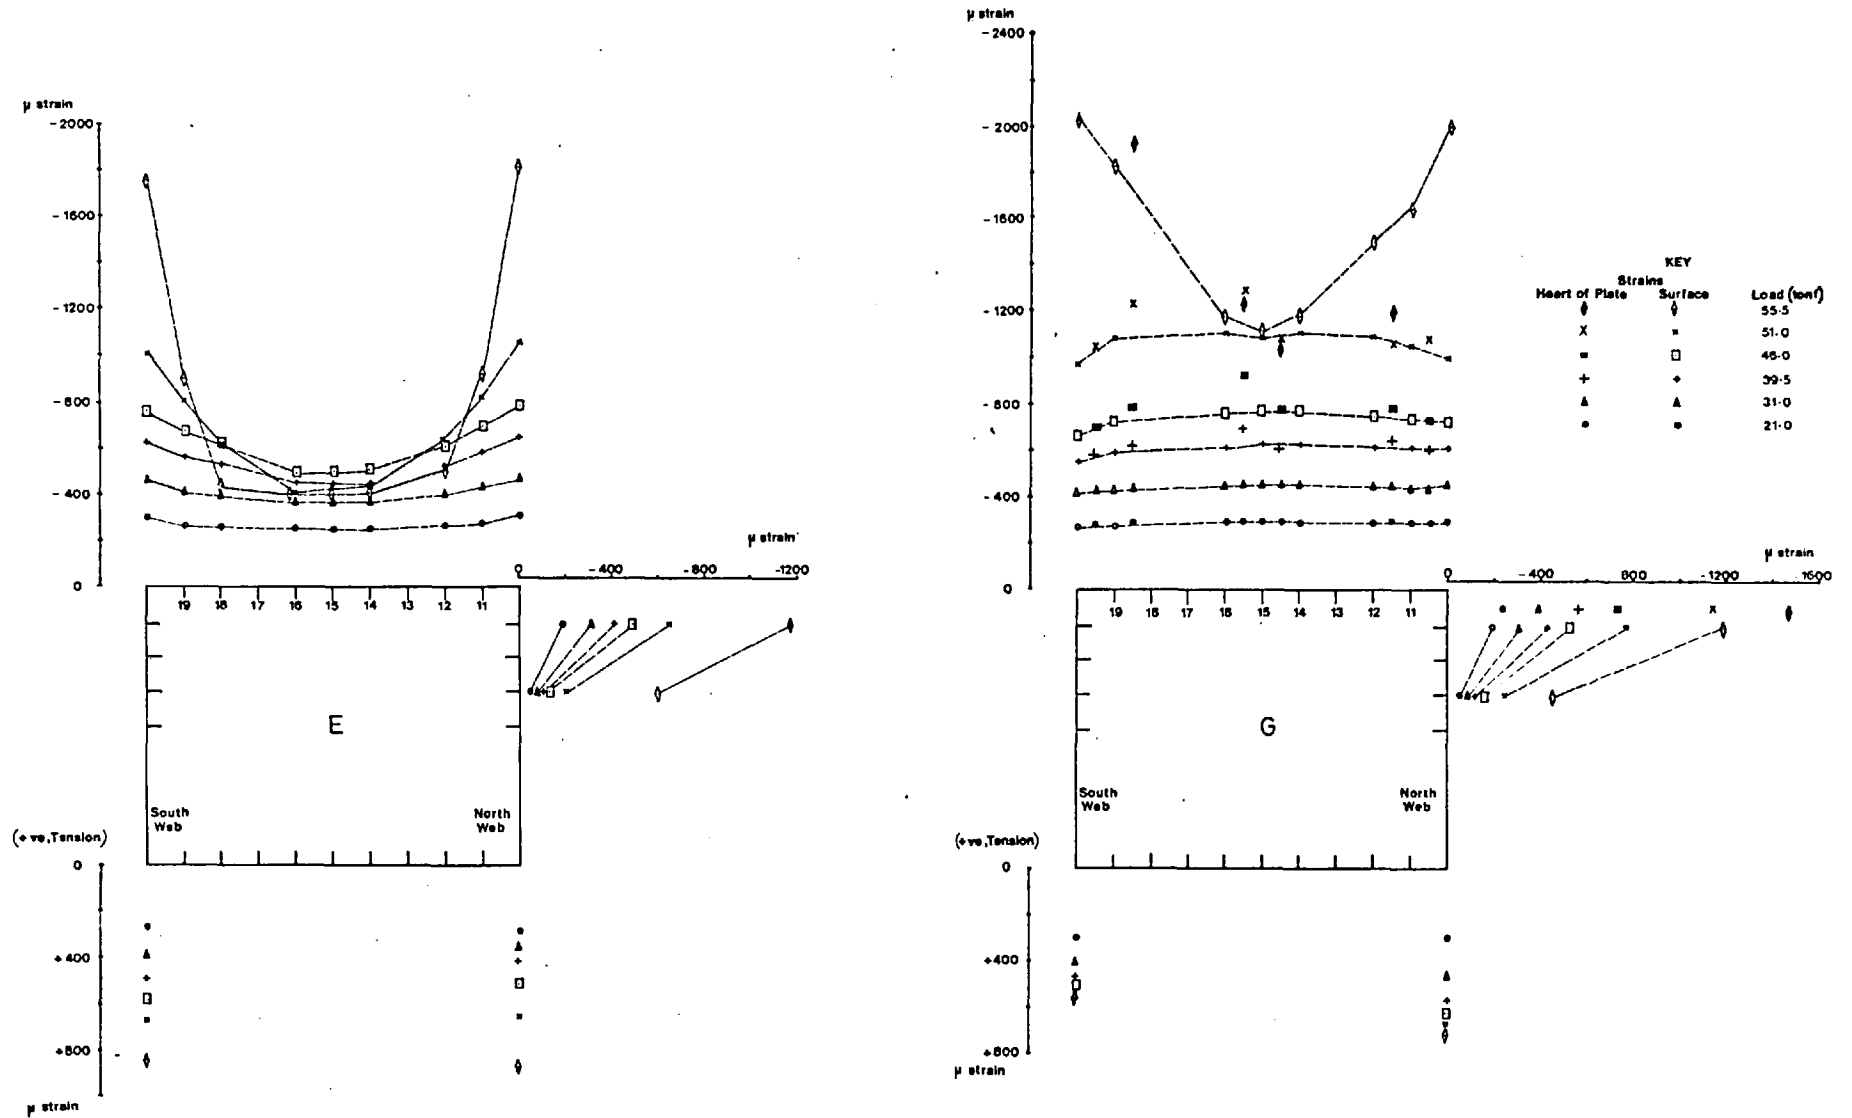 μ strain
- 2000
- 1600
- 1200
- 800
- 400
0
μ strain
0 - 400 - 800 -1200
19 18 17 16 15 14 13 12 11
E
South
Web
North
Web
(+ ve,Tension)
0
+ 400
+800
μ strain
μ strain
- 2400
- 2000
- 1600
- 1200
- 800
- 400
0
KEY
Strains
Heart of Plate Surface Load (tonf)
55·5
51·0
46·0
39·5
31·0
21·0
μ strain
0 - 400 800 - 1200 1600
19 18 17 16 15 14 13 12 11
G
South
Web
North
Web
(+ve,Tension)
0
+400
+800
μ strain